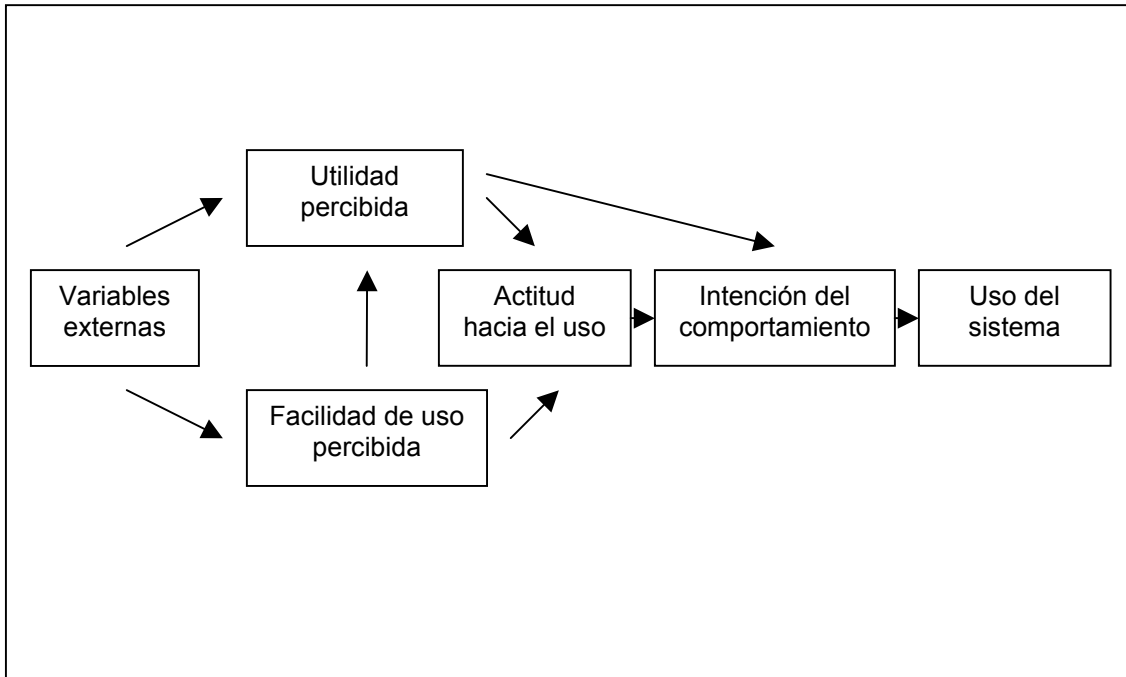 Utilidad
percibida
Variables
externas
Actitud
hacia el uso
Intención del
comportamiento
Uso del
sistema
Facilidad de uso
percibida